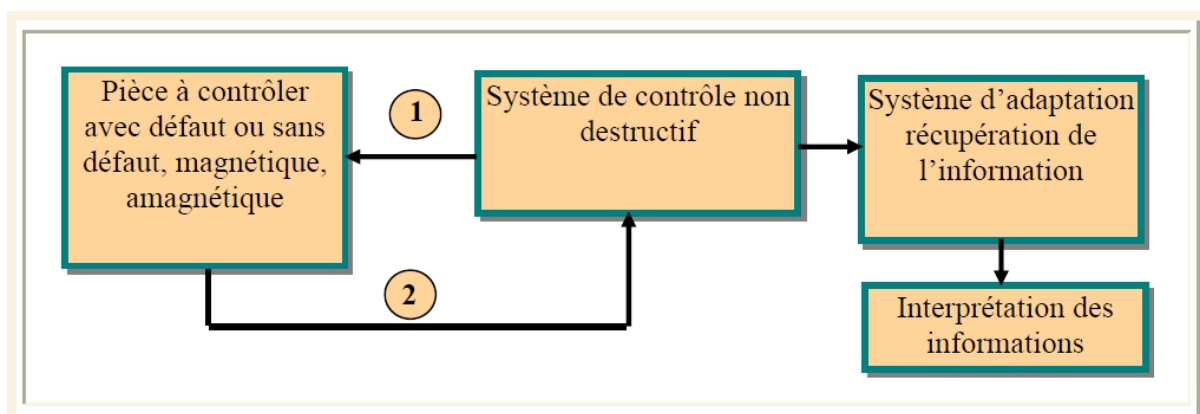 Pièce à contrôler
avec défaut ou sans
défaut, magnétique,
amagnétique
1
Système de contrôle non
destructif
Système d’adaptation
récupération de
l’information
2
Interprétation des
informations